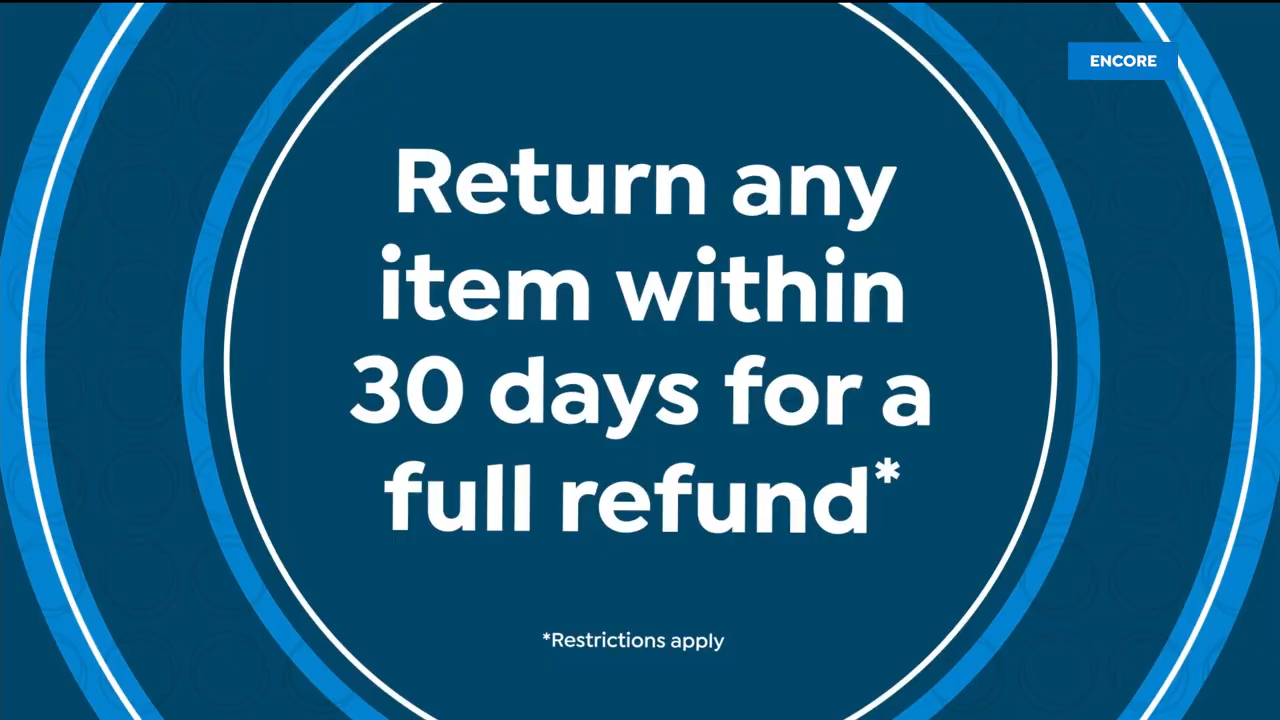 ENCORE
Return any
item within
30 days for a
full refund*
*Restrictions apply